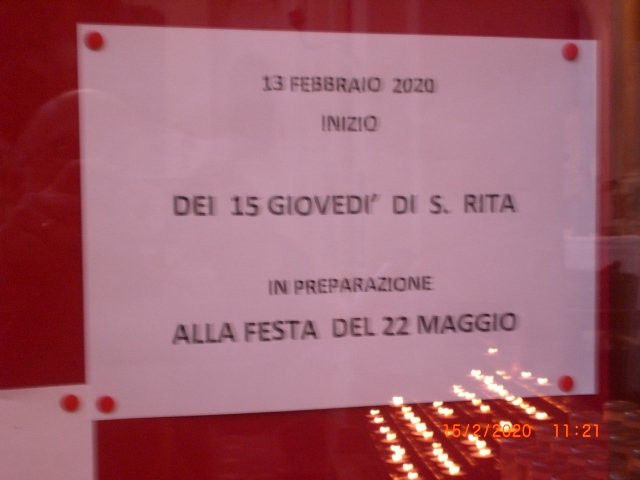 13 FEBBRAIO 2020
INIZIO
DEI 15 GIOVEDI' DI S. RITA
IN PREPARAZIONE
ALLA FESTA DEL 22 MAGGIO
15/2/2020 11:21